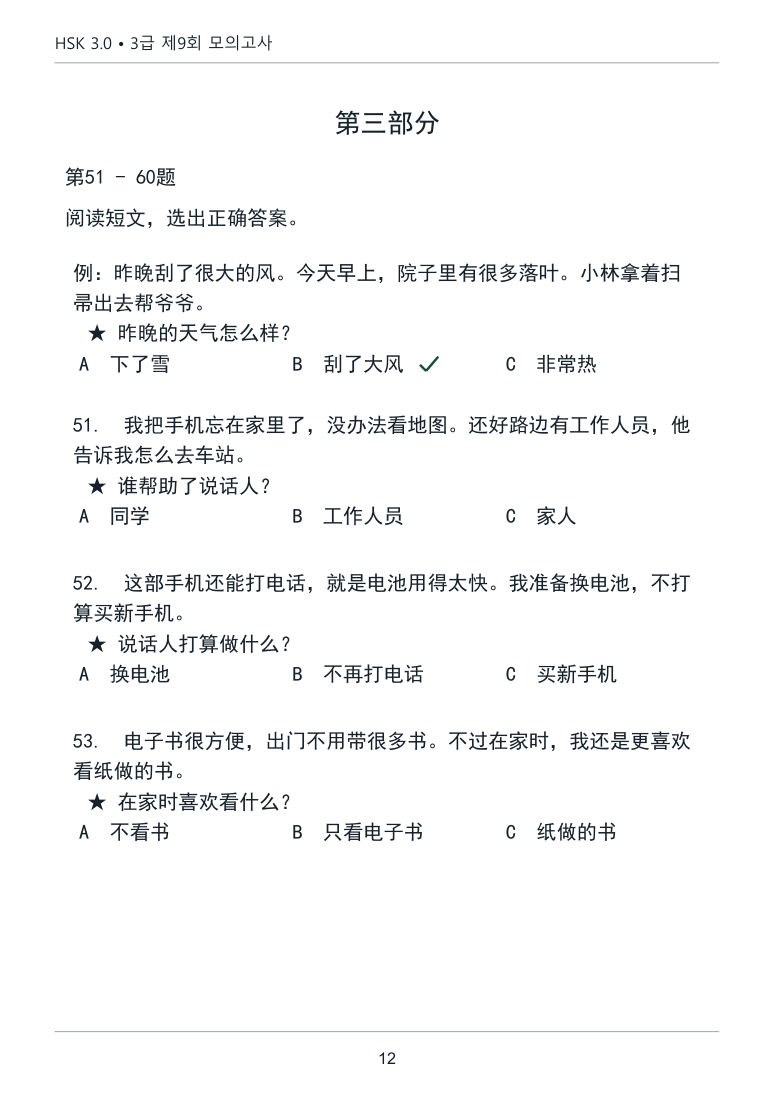 HSK 3.0 • 3급 제9회 모의고사
第三部分
第51 - 60题
阅读短文，选出正确答案。
例：昨晚刮了很大的风。今天早上，院子里有很多落叶。小林拿着扫
帚出去帮爷爷。
★ 昨晚的天气怎么样？
A 下了雪 B 刮了大风 ✓ C 非常热
51. 我把手机忘在家里了，没办法看地图。还好路边有工作人员，他
告诉我怎么去车站。
★ 谁帮助了说话人？
A 同学 B 工作人员 C 家人
52. 这部手机还能打电话，就是电池用得太快。我准备换电池，不打
算买新手机。
★ 说话人打算做什么？
A 换电池 B 不再打电话 C 买新手机
53. 电子书很方便，出门不用带很多书。不过在家时，我还是更喜欢
看纸做的书。
★ 在家时喜欢看什么？
A 不看书 B 只看电子书 C 纸做的书
12